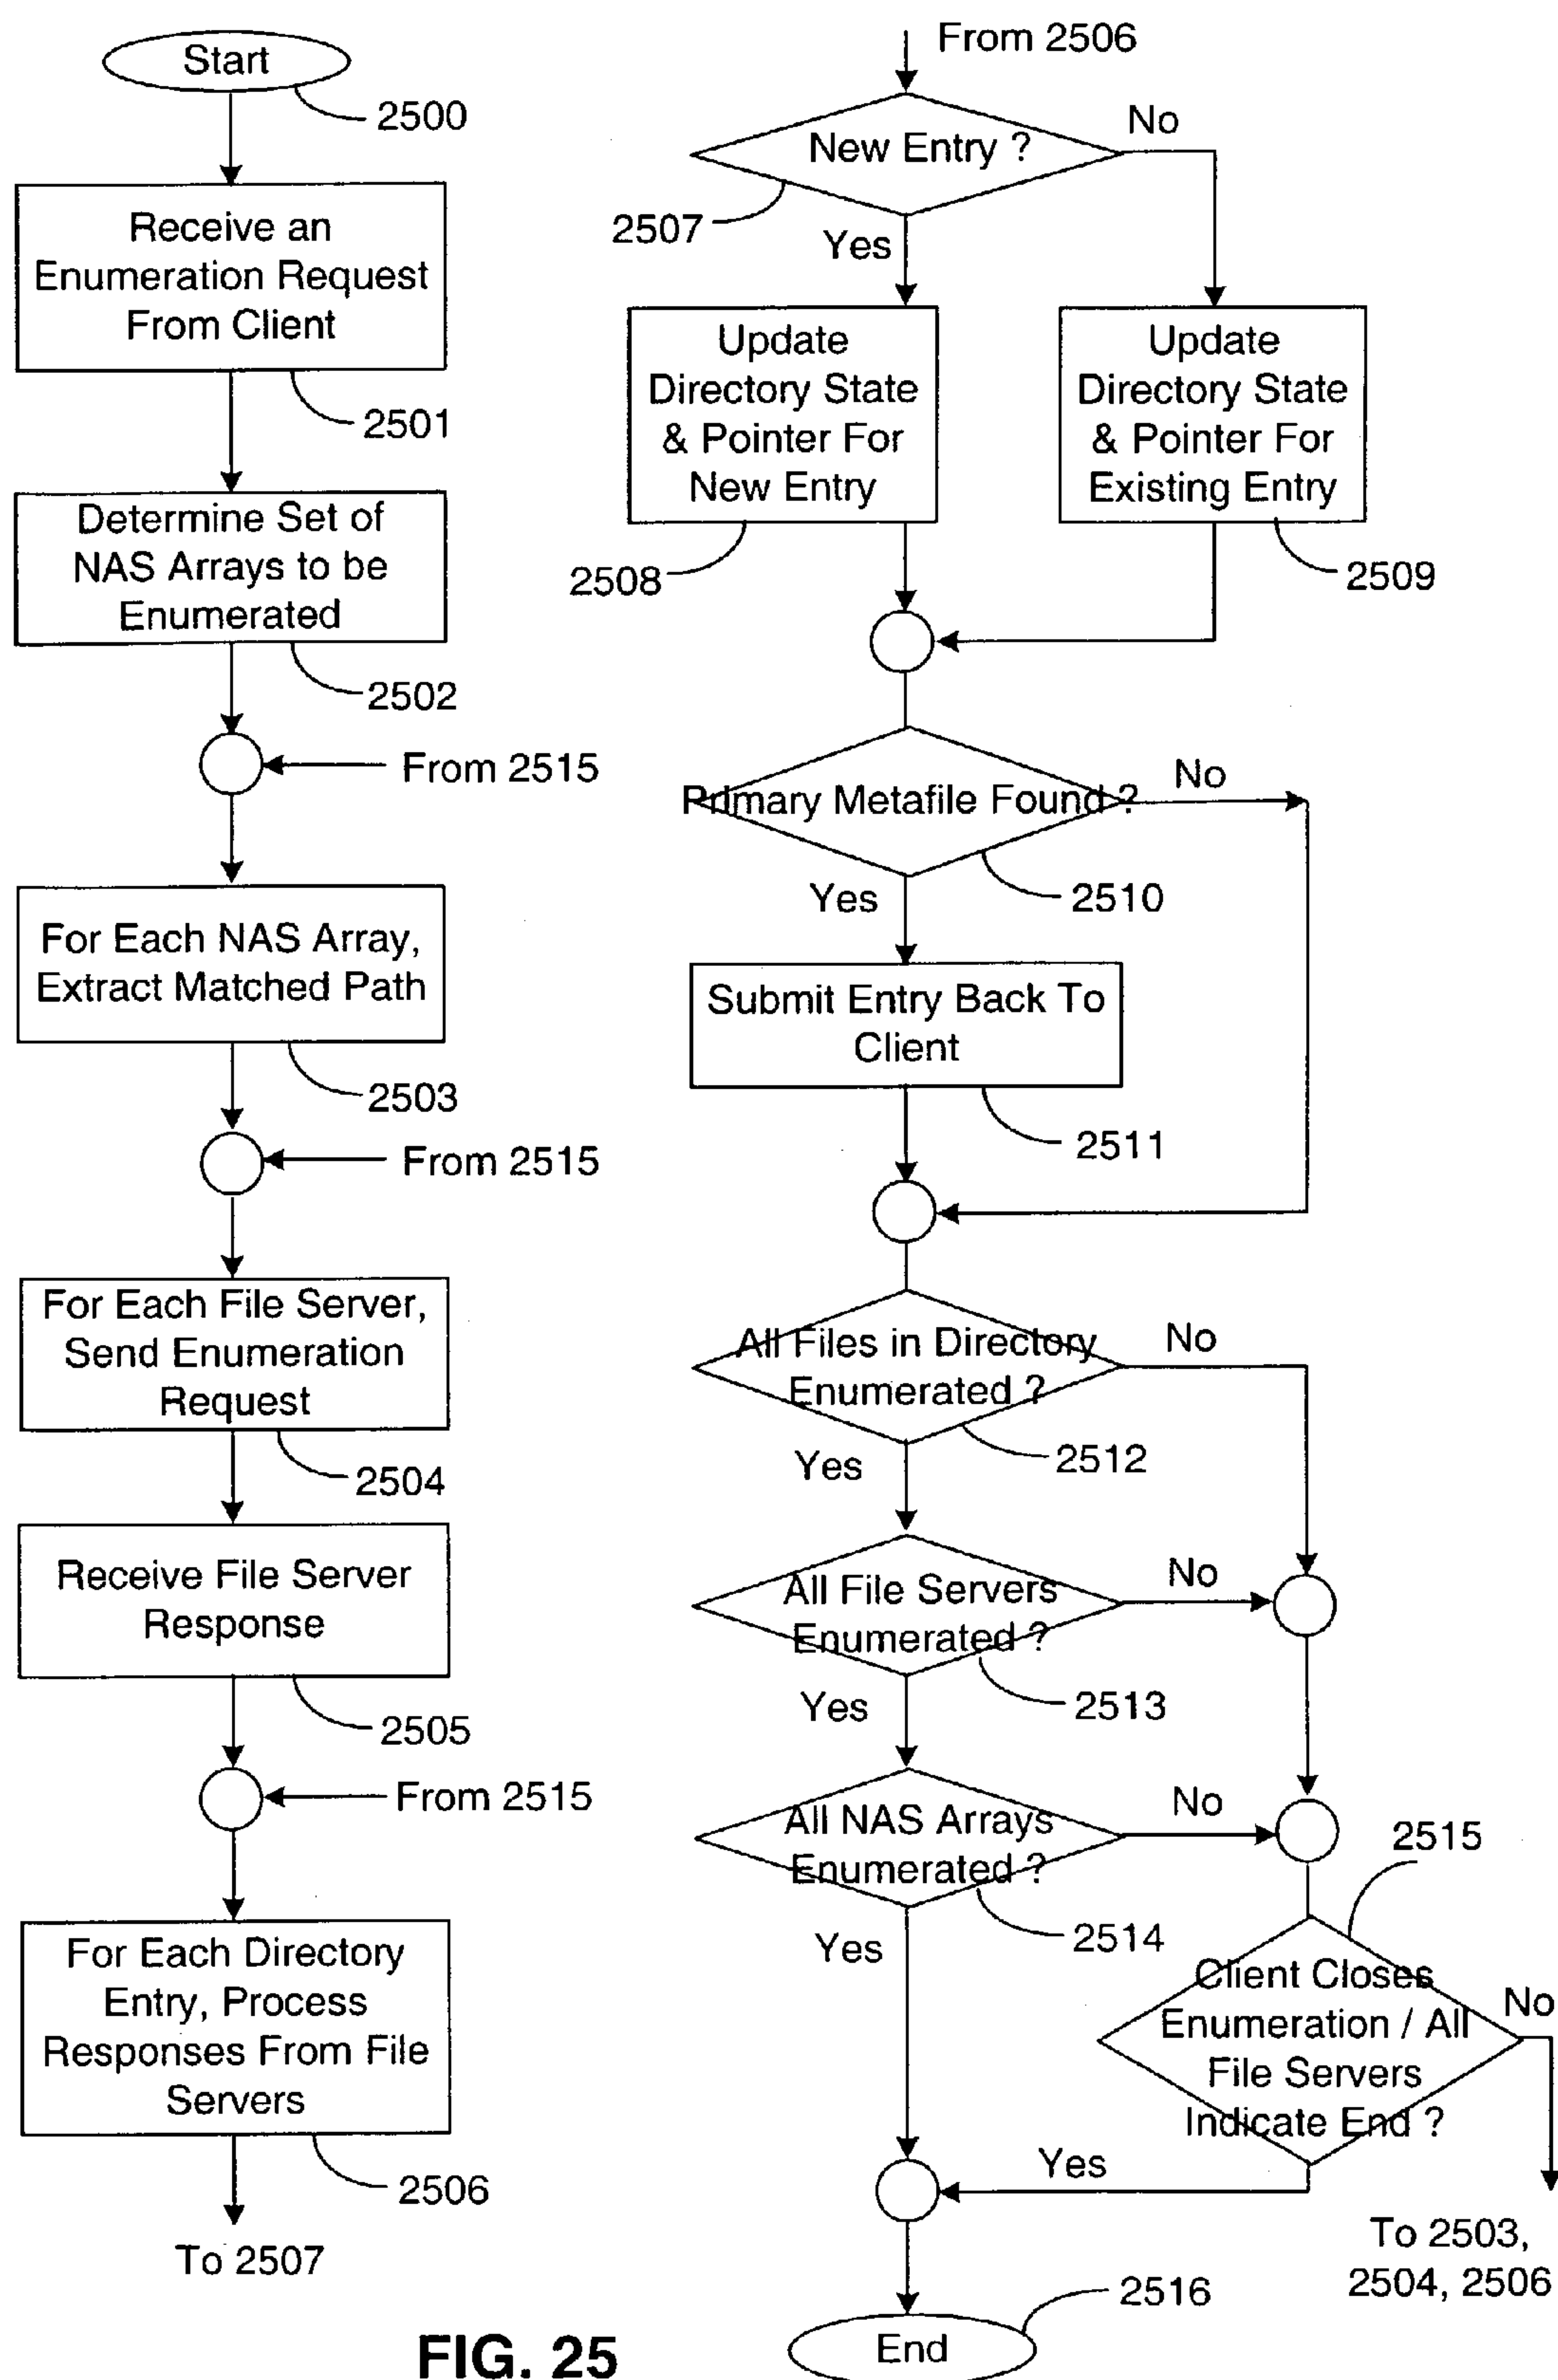 Start
2500
Receive an
Enumeration Request
From Client
2501
Determine Set of
NAS Arrays to be
Enumerated
2502
From 2515
For Each NAS Array,
Extract Matched Path
2503
From 2515
For Each File Server,
Send Enumeration
Request
2504
Receive File Server
Response
2505
From 2515
For Each Directory
Entry, Process
Responses From File
Servers
2506
To 2507
From 2506
New Entry ?
No
2507
Yes
Update
Directory State
& Pointer For
New Entry
2508
Update
Directory State
& Pointer For
Existing Entry
2509
Primary Metafile Found ?
No
2510
Yes
Submit Entry Back To
Client
2511
All Files in Directory
Enumerated ?
No
2512
Yes
All File Servers
Enumerated ?
No
2513
Yes
All NAS Arrays
Enumerated ?
No
2514
Yes
2515
Client Closes
Enumeration / All
File Servers
Indicate End ?
No
Yes
To 2503,
2504, 2506
2516
End
FIG. 25